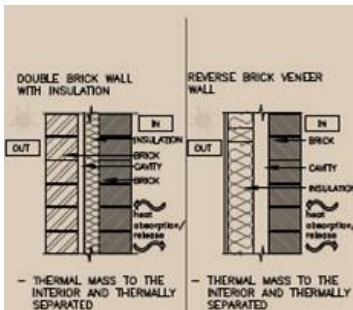 DOUBLE BRICK WALL
WITH INSULATION
IN
OUT
INSULATION
BRICK
CAVITY
BRICK
heat
absorption/
release
- THERMAL MASS TO THE
INTERIOR AND THERMALLY
SEPARATED
REVERSE BRICK VENEER
WALL
IN
OUT
BRICK
CAVITY
INSULATION
heat
absorption/
release
- THERMAL MASS TO THE
INTERIOR AND THERMALLY
SEPARATED